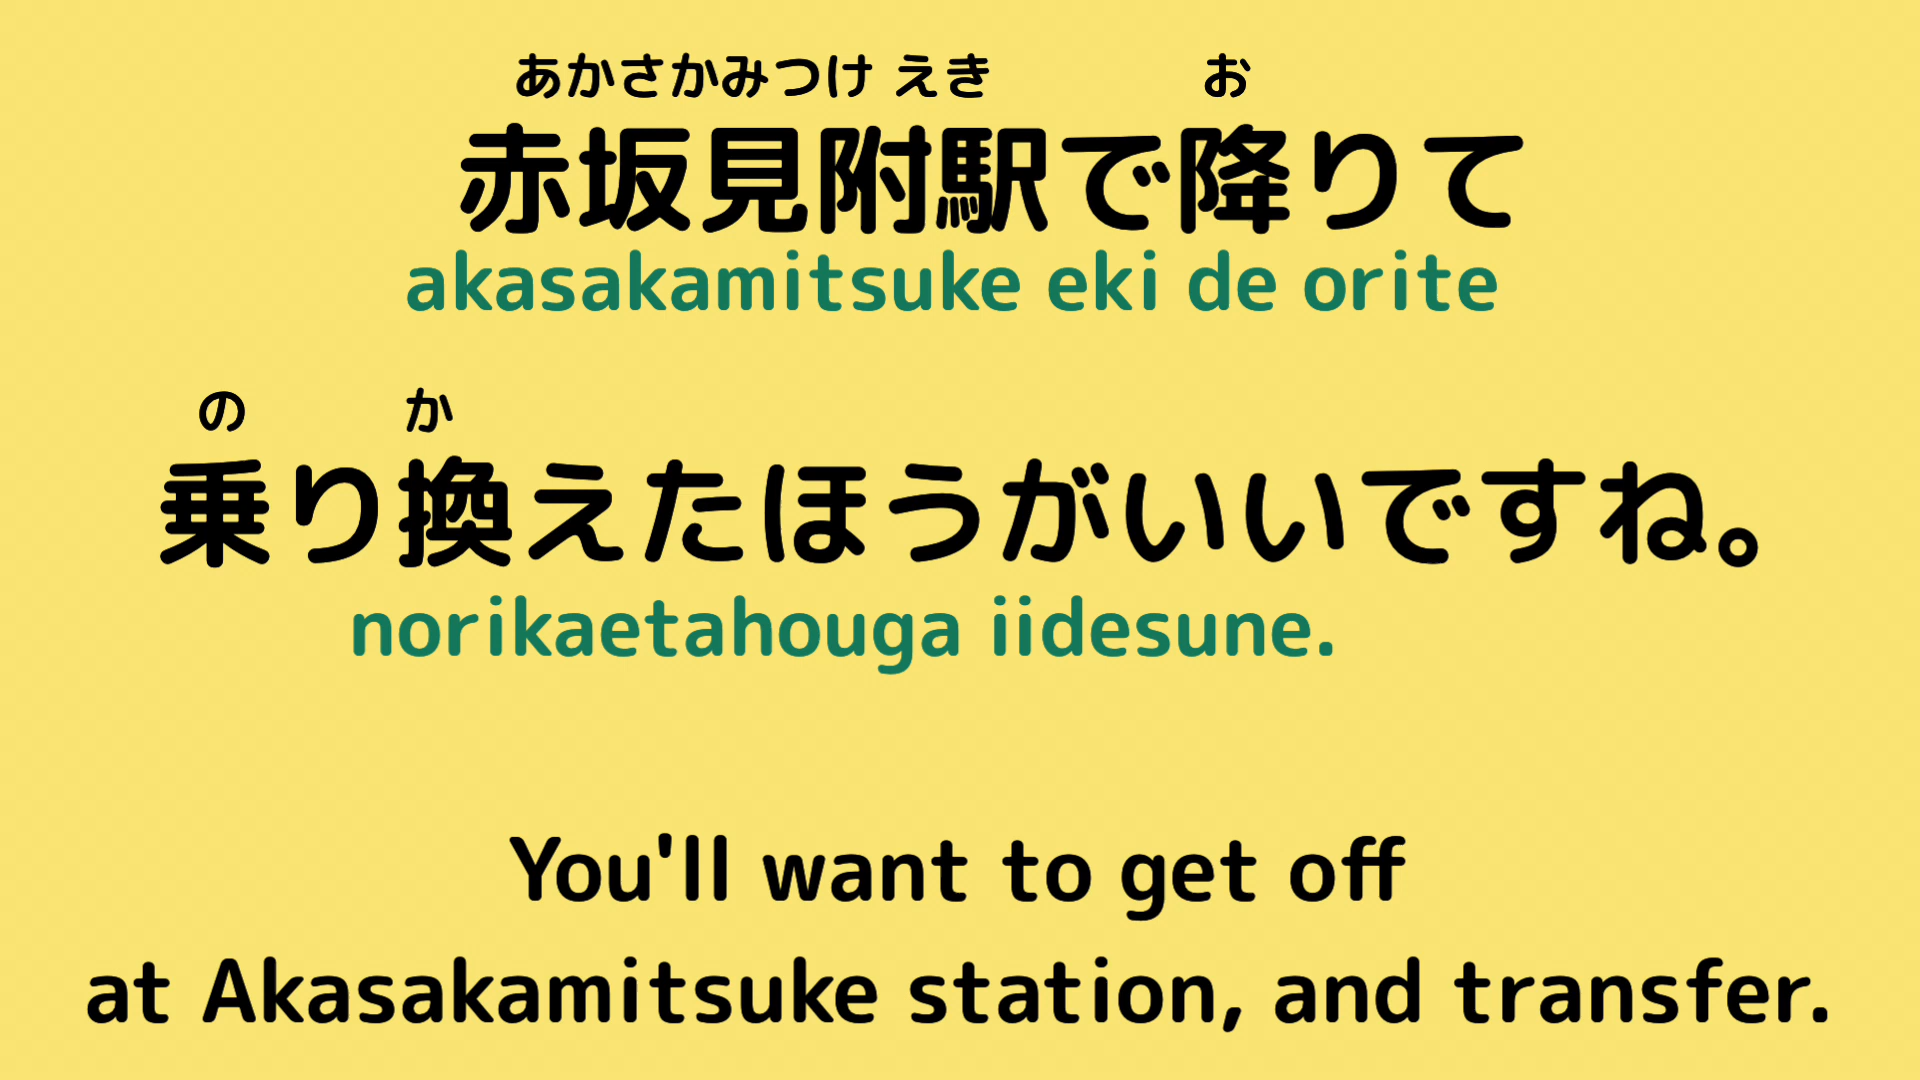 あかさかみつけ えき お
赤坂見附駅で降りて
akasakamitsuke eki de orite
の か
乗り換えたほうがいいですね。
norikaetahouga iidesune.
You'll want to get off
at Akasakamitsuke station, and transfer.